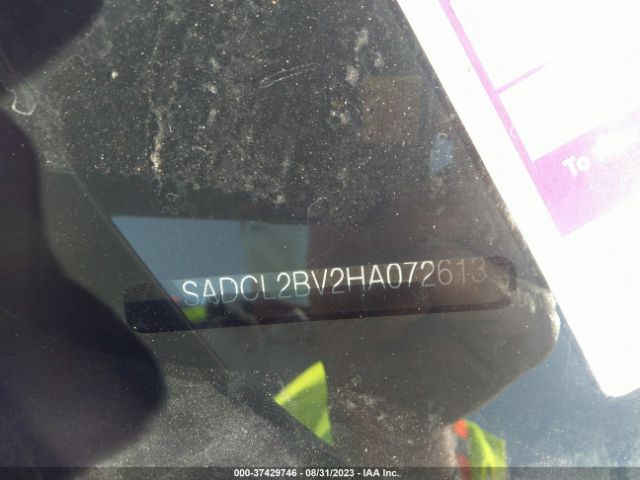 To
SADCL2BV2HA072613
000-37429746 - 08/31/2023 - IAA Inc.